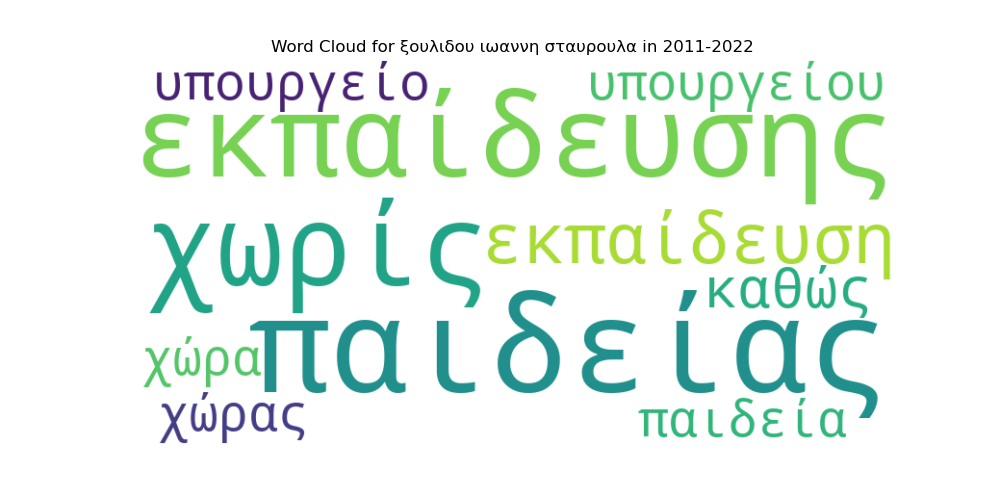 Word Cloud for ξουλιδου ιωαννη σταυρουλα in 2011-2022
υπουργείο υπουργείου
εκπαίδευσης
χωρίς εκπαίδευση
καθώς
παιδείας
χώρα
χώρας παιδεία